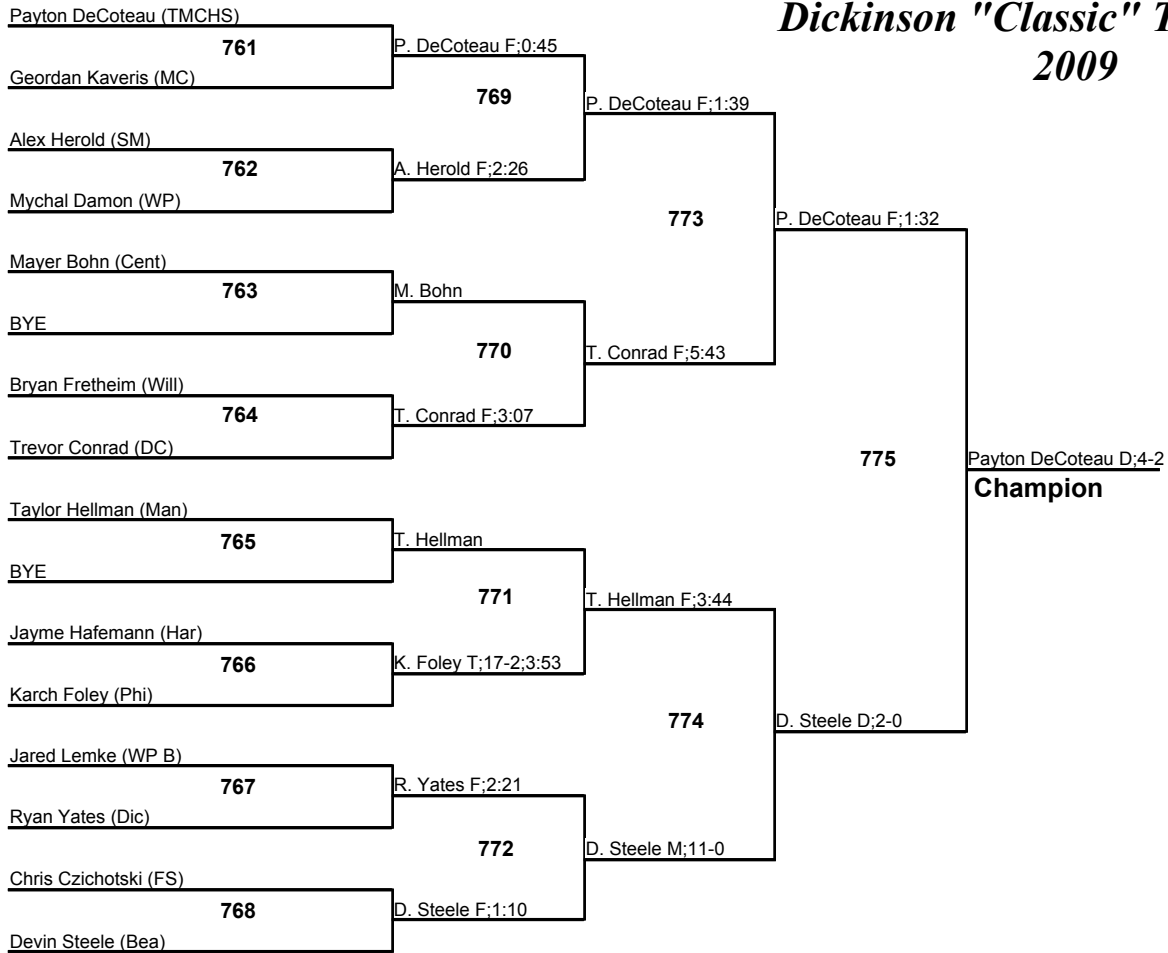 Dickinson "Classic" T
2009
Payton DeCoteau (TMCHS)
761
Geordan Kaveris (MC)
P. DeCoteau F;0:45
769
Alex Herold (SM)
762
Mychal Damon (WP)
A. Herold F;2:26
P. DeCoteau F;1:39
773
Mayer Bohn (Cent)
763
BYE
M. Bohn
770
Bryan Fretheim (Will)
764
Trevor Conrad (DC)
T. Conrad F;3:07
T. Conrad F;5:43
P. DeCoteau F;1:32
775
Payton DeCoteau D;4-2
Champion
Taylor Hellman (Man)
765
BYE
T. Hellman
771
Jayme Hafemann (Har)
766
Karch Foley (Phi)
K. Foley T;17-2;3:53
T. Hellman F;3:44
774
Jared Lemke (WP B)
767
Ryan Yates (Dic)
R. Yates F;2:21
772
Chris Czichotski (FS)
768
Devin Steele (Bea)
D. Steele F;1:10
D. Steele M;11-0
D. Steele D;2-0